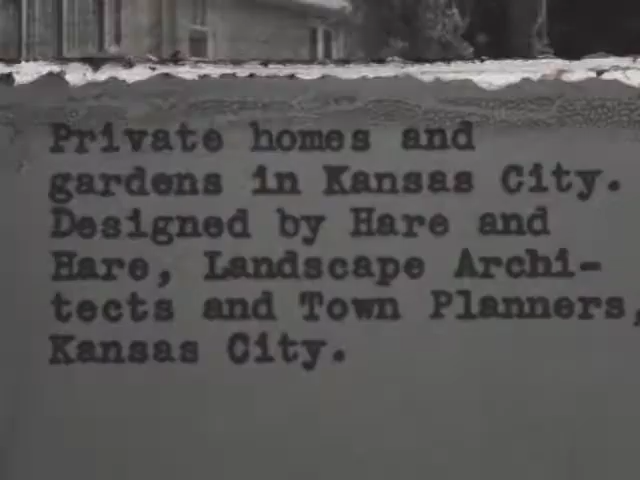 Private homes and
gardens in Kansas City.
Designed by Hare and
Hare, Landscape Archi-
tects and Town Planners,
Kansas City.